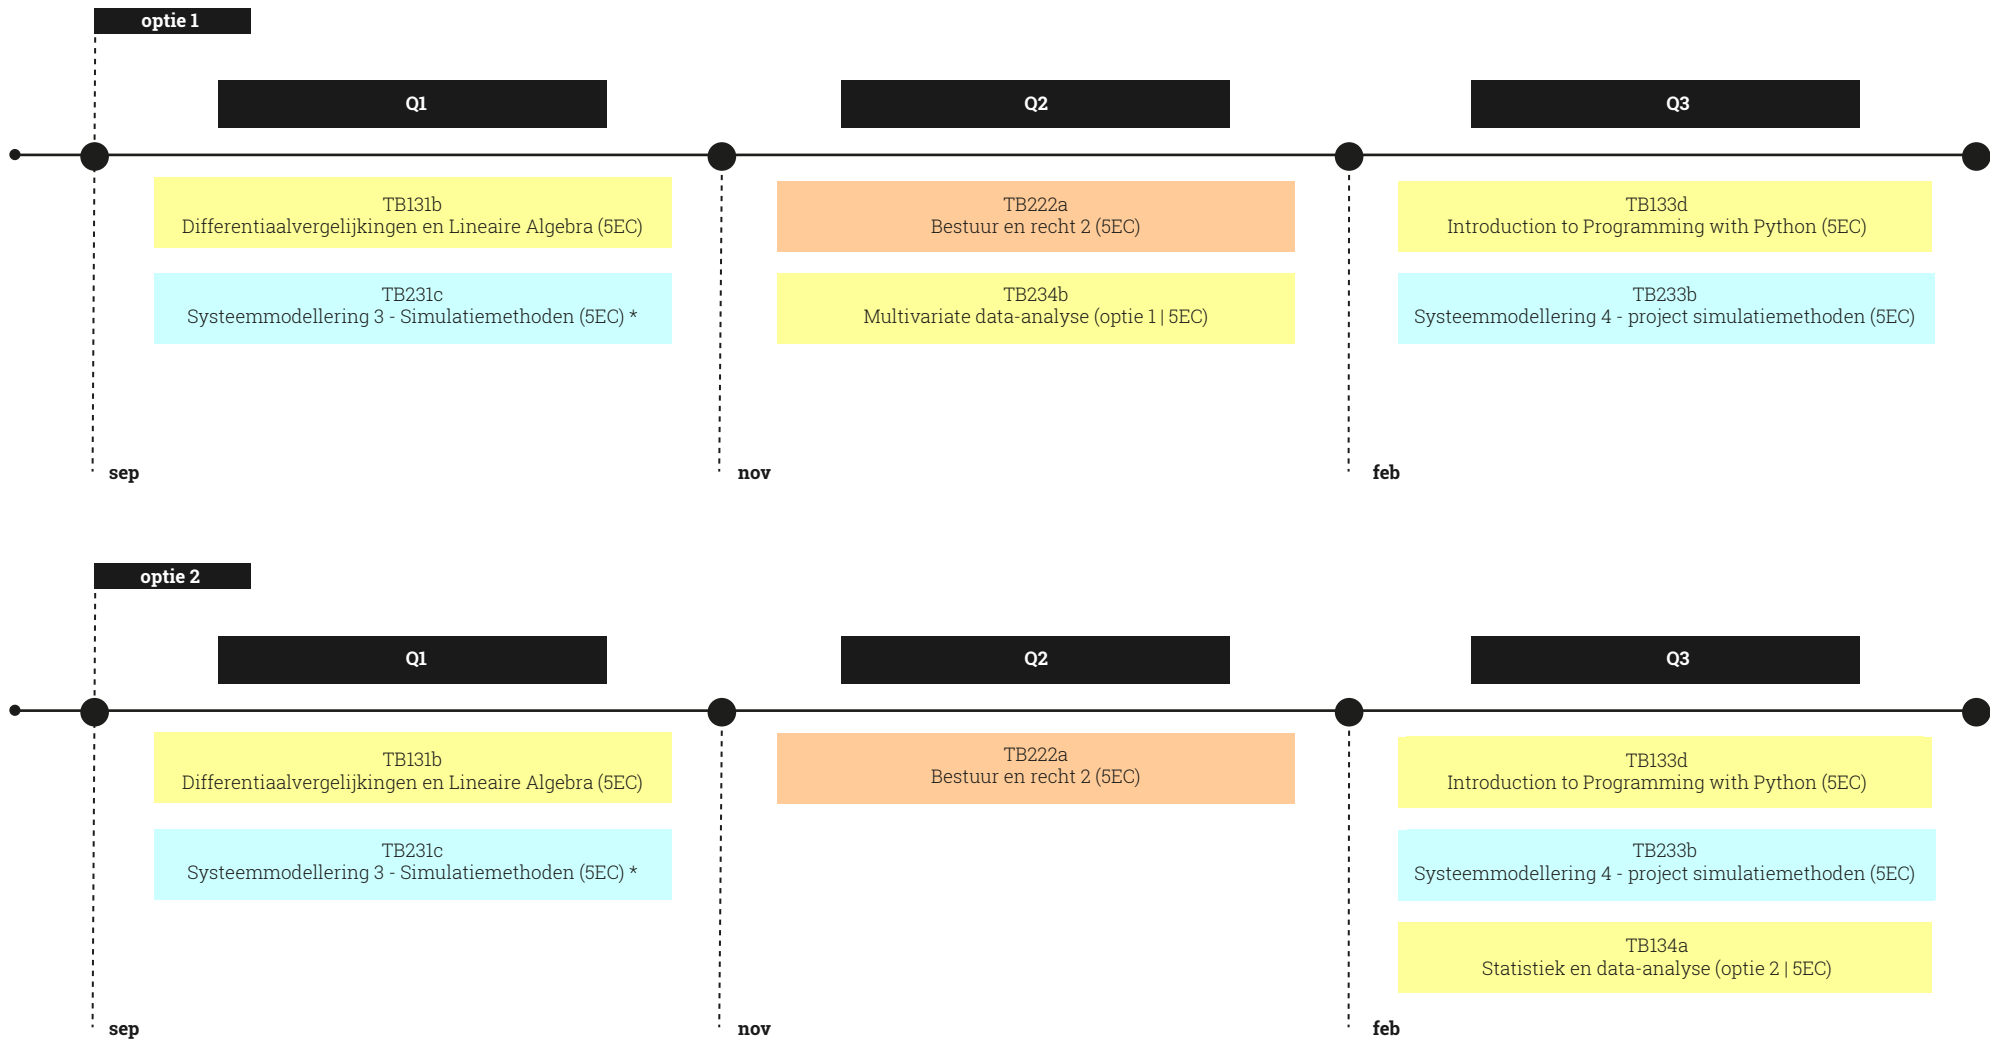 optie 1
Q1
Q2
Q3
TB131b
Differentiaalvergelijkingen en Lineaire Algebra (5EC)
TB222a
Bestuur en recht 2 (5EC)
TB133d
Introduction to Programming with Python (5EC)
TB231c
Systeemmodellering 3 - Simulatiemethoden (5EC) *
TB234b
Multivariate data-analyse (optie 1 | 5EC)
TB233b
Systeemmodellering 4 - project simulatiemethoden (5EC)
sep
nov
feb
optie 2
Q1
Q2
Q3
TB131b
Differentiaalvergelijkingen en Lineaire Algebra (5EC)
TB222a
Bestuur en recht 2 (5EC)
TB133d
Introduction to Programming with Python (5EC)
TB231c
Systeemmodellering 3 - Simulatiemethoden (5EC) *
TB233b
Systeemmodellering 4 - project simulatiemethoden (5EC)
TB134a
Statistiek en data-analyse (optie 2 | 5EC)
sep
nov
feb